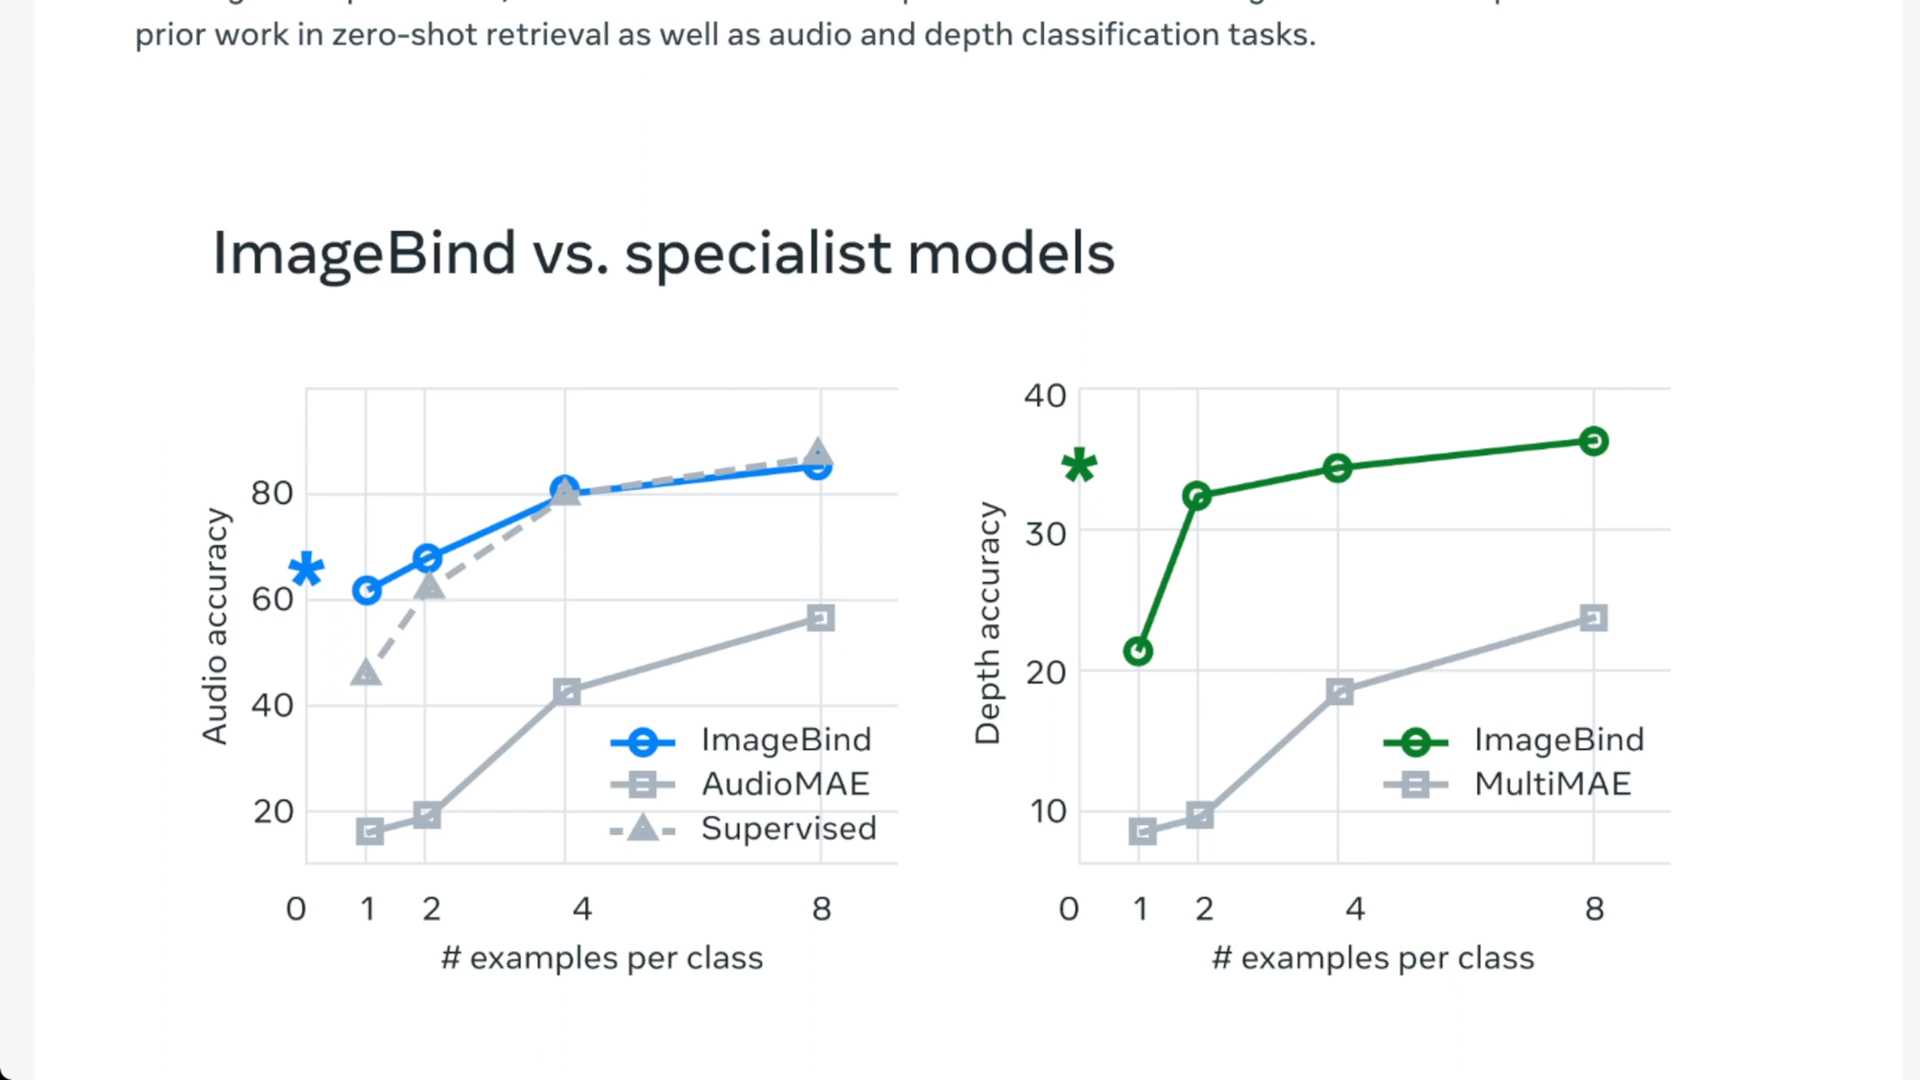 prior work in zero-shot retrieval as well as audio and depth classification tasks.
ImageBind vs. specialist models
Audio accuracy
80
60
40
20
ImageBind
AudioMAE
Supervised
0 1 2 4 8
# examples per class
Depth accuracy
40
30
20
10
ImageBind
MultiMAE
0 1 2 4 8
# examples per class